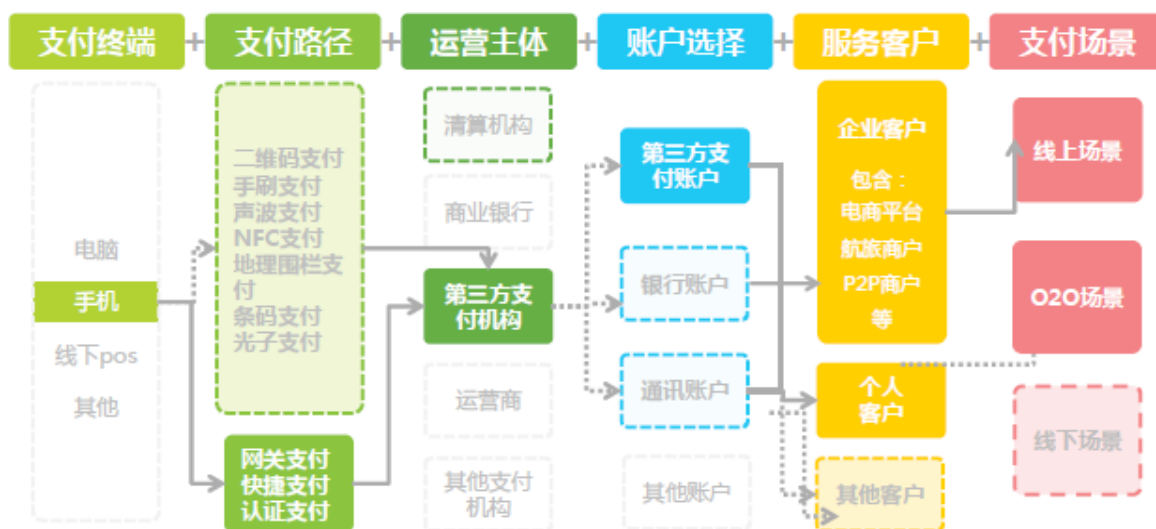 支付终端 + 支付路径 + 运营主体 + 账户选择 + 服务客户 + 支付场景
电脑
手机
线下pos
其他
二维码支付
手刷支付
声波支付
NFC支付
地理围栏支
付
条码支付
光子支付
网关支付
快捷支付
认证支付
清算机构
商业银行
第三方支
付机构
运营商
其他支付
机构
第三方支
付账户
银行账户
通讯账户
其他账户
企业客户
包含：
电商平台
航旅商户
P2P商户
等
个人
客户
其他客户
线上场景
O2O场景
线下场景